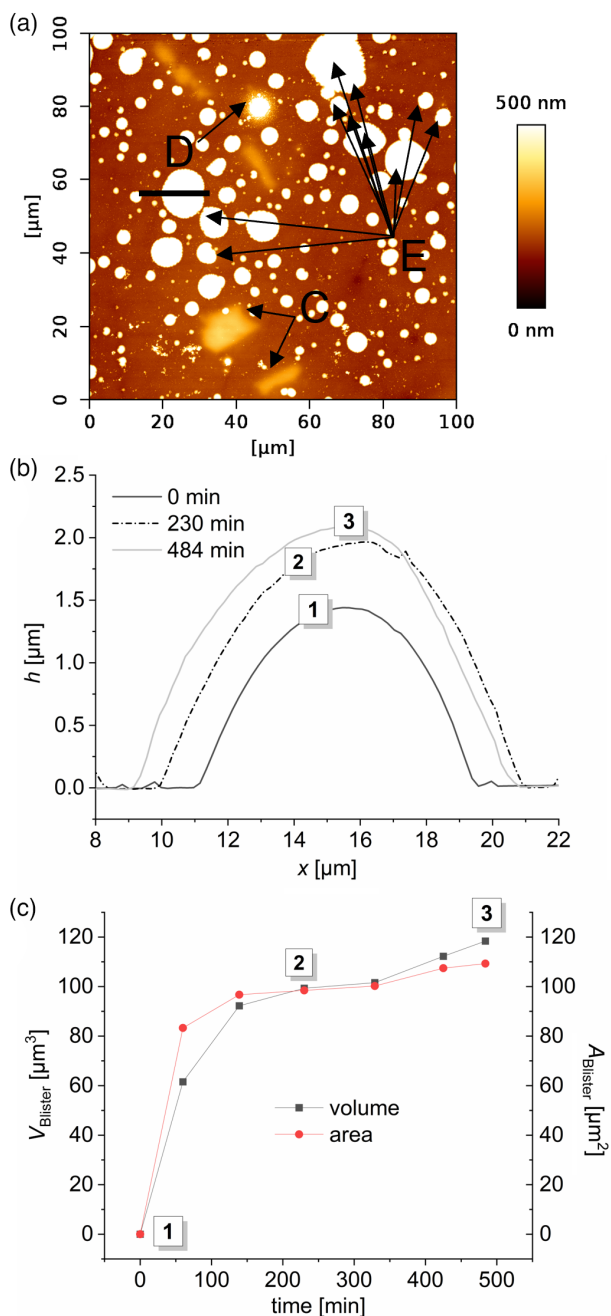 (a)
100
80
60
40
20
0
[µm]
0 20 40 60 80 100
[µm]
D
E
C
500 nm
0 nm
(b)
2.5
2.0
1.5
1.0
0.5
0.0
h [µm]
0 min
230 min
484 min
3
2
1
8 10 12 14 16 18 20 22
x [µm]
(c)
120
100
80
60
40
20
0
V_Blister [µm³]
3
2
1
volume
area
120
100
80
60
40
20
0
A_Blister [µm²]
0 100 200 300 400 500
time [min]